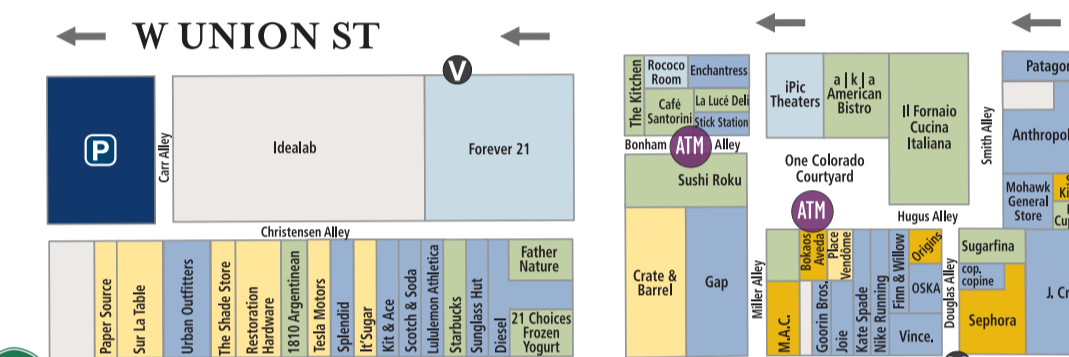 W UNION ST
V
P
Carr Alley
Idealab
Forever 21
Christensen Alley
Paper Source
Sur La Table
Urban Outfitters
The Shade Store
Restoration
Hardware
1810 Argentinean
Tesla Motors
Splendid
It'Sugar
Kit & Ace
Scotch & Soda
Lululemon Athletica
Starbucks
Sunglass Hut
Diesel
Father
Nature
21 Choices
Frozen
Yogurt
The Kitchen
Rococo
Room
Enchantress
Café
Santorini
La Lucé Deli
Stick Station
Bonham
ATM
Alley
Sushi Roku
Crate &
Barrel
Gap
iPic
Theaters
a|k|a
American
Bistro
Il Fornaio
Cucina
Italiana
One Colorado
Courtyard
ATM
Hugus Alley
Smith Alley
Miller Alley
Bokaos
Aveda
Place
Vendôme
M.A.C.
Goorin Bros.
Joie
Kate Spade
Nike Running
Finn & Willow
Origins
OSKA
Vince.
Douglas Alley
Sugarfina
cop.
copine
Sephora
Patagon
Anthropol
Mohawk
General
Store
Ki
Cu
J. Cr